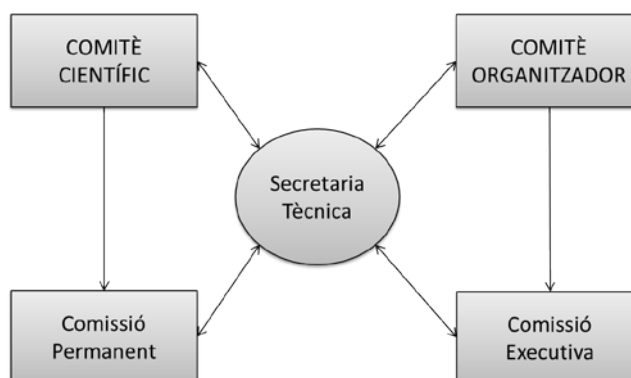 COMITÈ
CIENTÍFIC
COMITÈ
ORGANITZADOR
Secretaria
Tècnica
Comissió
Permanent
Comissió
Executiva